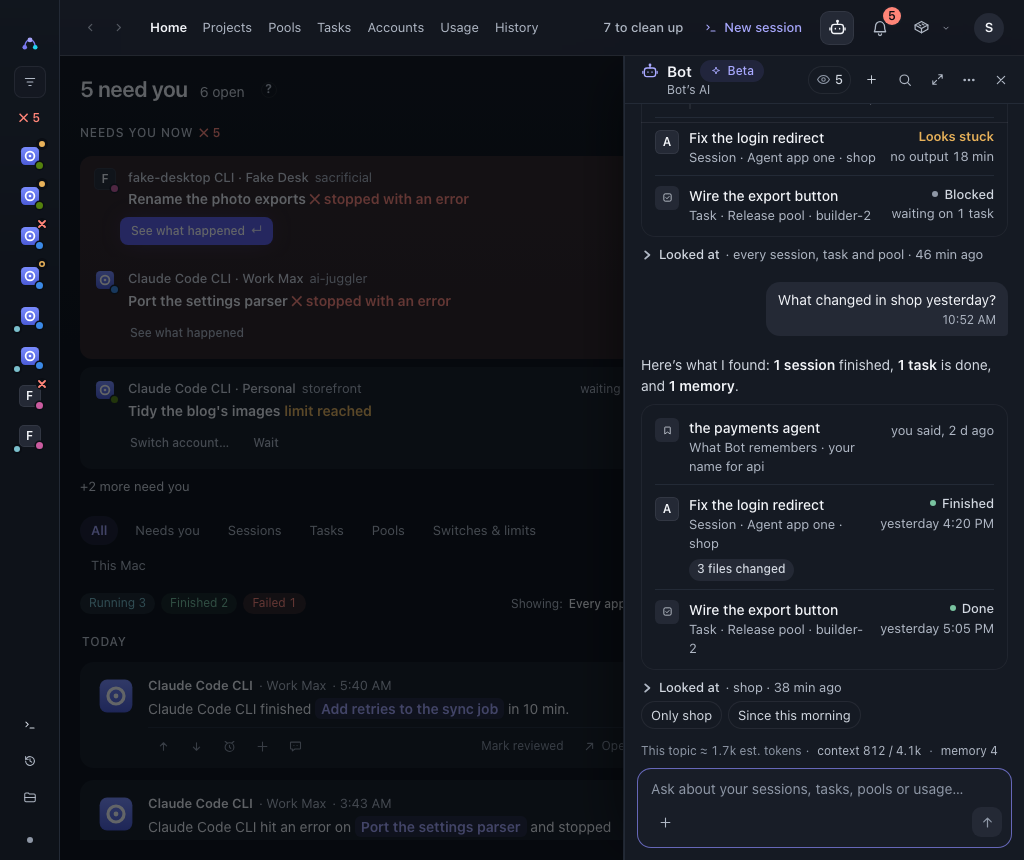 Home Projects Pools Tasks Accounts Usage History 7 to clean up New session 5 S
5
5 need you 6 open ?
NEEDS YOU NOW 5
F fake-desktop CLI · Fake Desk sacrificial
Rename the photo exports stopped with an error
See what happened
Claude Code CLI · Work Max ai-juggler
Port the settings parser stopped with an error
See what happened
Claude Code CLI · Personal storefront waiting
Tidy the blog's images limit reached
Switch account... Wait
+2 more need you
All Needs you Sessions Tasks Pools Switches & limits
This Mac
Running 3 Finished 2 Failed 1 Showing: Every app
TODAY
Claude Code CLI · Work Max · 5:40 AM
Claude Code CLI finished Add retries to the sync job in 10 min.
Mark reviewed Ope
Claude Code CLI · Work Max · 3:43 AM
Claude Code CLI hit an error on Port the settings parser and stopped
F
F
Bot Beta 5
Bot's AI
A Fix the login redirect Looks stuck
Session · Agent app one · shop no output 18 min
Wire the export button Blocked
Task · Release pool · builder-2 waiting on 1 task
Looked at · every session, task and pool · 46 min ago
What changed in shop yesterday?
10:52 AM
Here's what I found: 1 session finished, 1 task is done,
and 1 memory.
the payments agent you said, 2 d ago
What Bot remembers · your
name for api
A Fix the login redirect Finished
Session · Agent app one · yesterday 4:20 PM
shop
3 files changed
Wire the export button Done
Task · Release pool · builder- yesterday 5:05 PM
2
Looked at · shop · 38 min ago
Only shop Since this morning
This topic ≈ 1.7k est. tokens · context 812 / 4.1k · memory 4
Ask about your sessions, tasks, pools or usage...